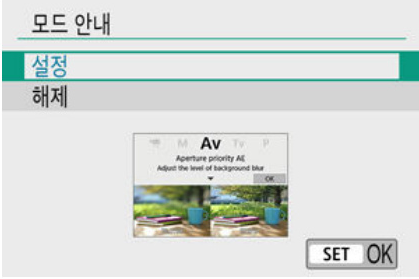 모드 안내
설정
해제
M Av Tv P
Aperture priority AE
Adjust the level of background blur
OK
SET OK